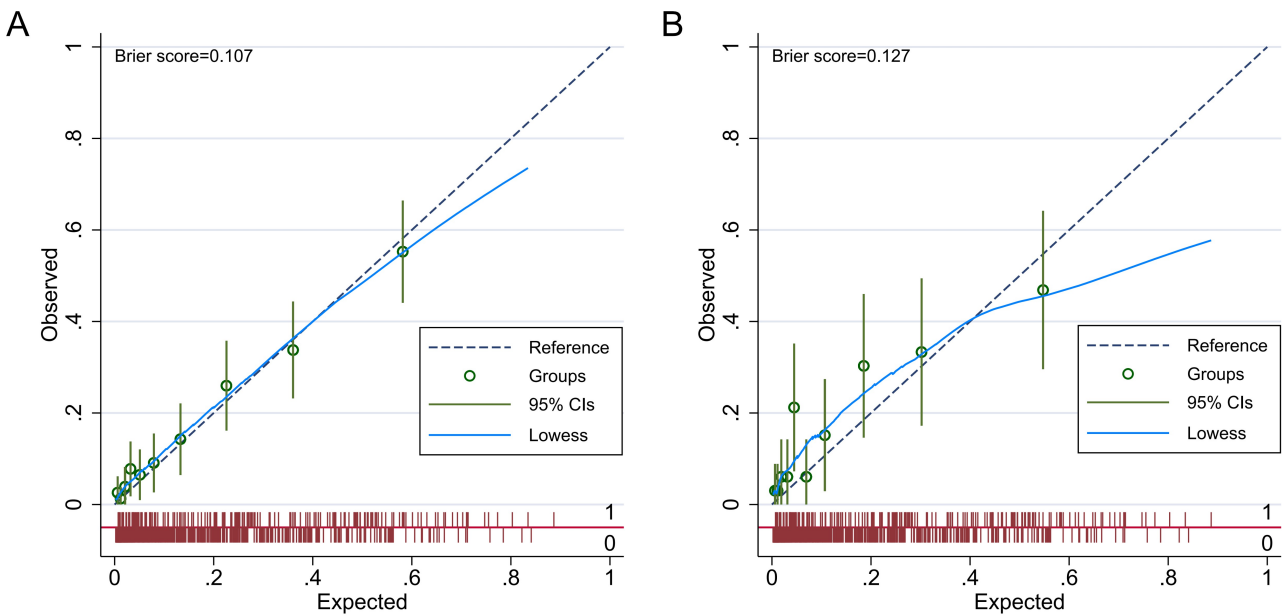 A
Brier score=0.107
1
.8
.6
.4
.2
0
Observed
Reference
Groups
95% CIs
Lowess
1
0
0
.2
.4
.6
.8
1
Expected
B
Brier score=0.127
1
.8
.6
.4
.2
0
Observed
Reference
Groups
95% CIs
Lowess
1
0
0
.2
.4
.6
.8
1
Expected